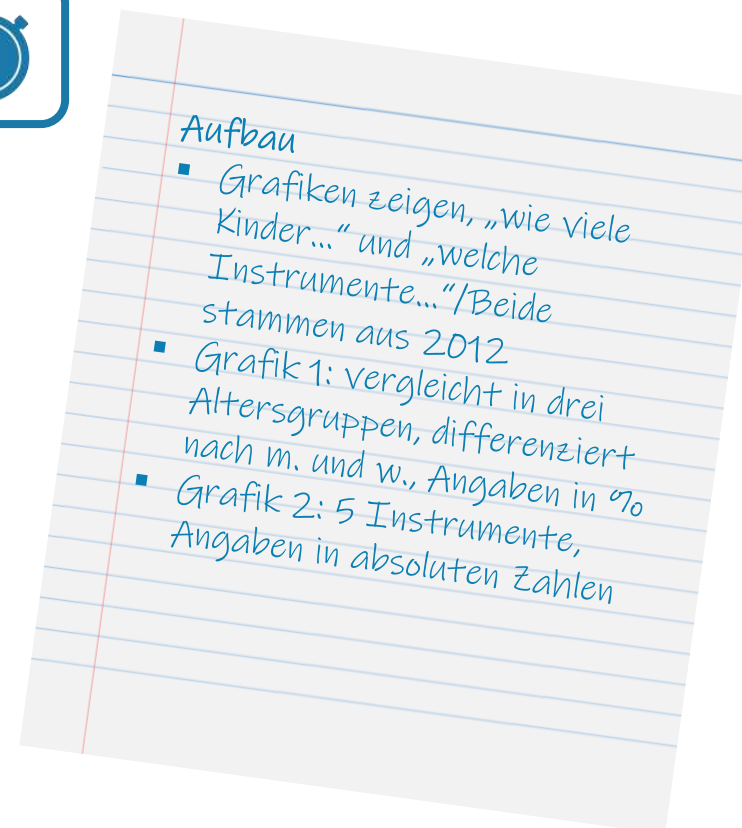 Aufbau
▪ Grafiken zeigen, „wie viele
Kinder..." und „welche
Instrumente..."/Beide
stammen aus 2012
▪ Grafik 1: vergleicht in drei
Altersgruppen, differenziert
nach m. und w., Angaben in %
▪ Grafik 2: 5 Instrumente,
Angaben in absoluten Zahlen